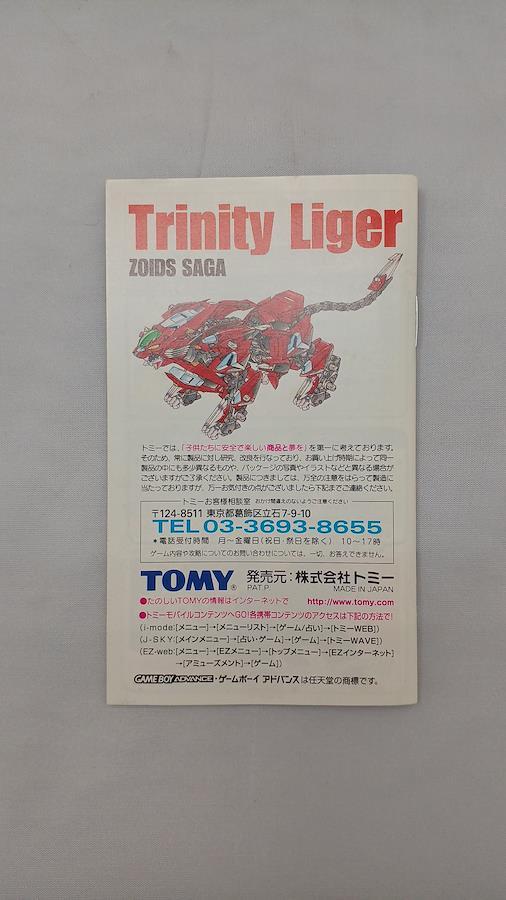 Trinity Liger
ZOIDS SAGA
トミーでは、「子供たちに安全で楽しい商品と夢を」を第一に考えております。
そのため、常に製品に対し研究、改良を行なっており、お買い上げ時期によって同一
製品の中にも多少異なるものや、パッケージの写真やイラストなどと異なる場合が
ございますがご了承ください。製品につきましては、万全の注意をはらって製造に
当たっておりますが、万一お気付きの点がございましたら下記までご連絡ください。
トミーお客様相談室 おかけ間違えのないようご注意ください
〒124-8511 東京都葛飾区立石7-9-10
TEL 03-3693-8655
*電話受付時間 月〜金曜日(祝日・祭日を除く) 10〜17時
ゲーム内容や攻略についてのお問い合わせについては、一切、お答えできません。
TOMY® 発売元:株式会社トミー
PAT.P. MADE IN JAPAN
●たのしいTOMYの情報はインターネットで http://www.tomy.com
●トミーモバイルコンテンツへGO!各携帯コンテンツのアクセスは下記の方法で!
(i-mode:[メニュー]→[メニューリスト]→[ゲーム/占い]→[トミーWEB])
(J-SKY:[メインメニュー]→[占い・ゲーム]→[ゲーム]→[トミーWAVE])
(EZ-web:[メニュー]→[EZメニュー]→[トップメニュー]→[EZインターネット]
→[アミューズメント]→[ゲーム])
GAME BOY ADVANCE・ゲームボーイ アドバンスは任天堂の商標です。